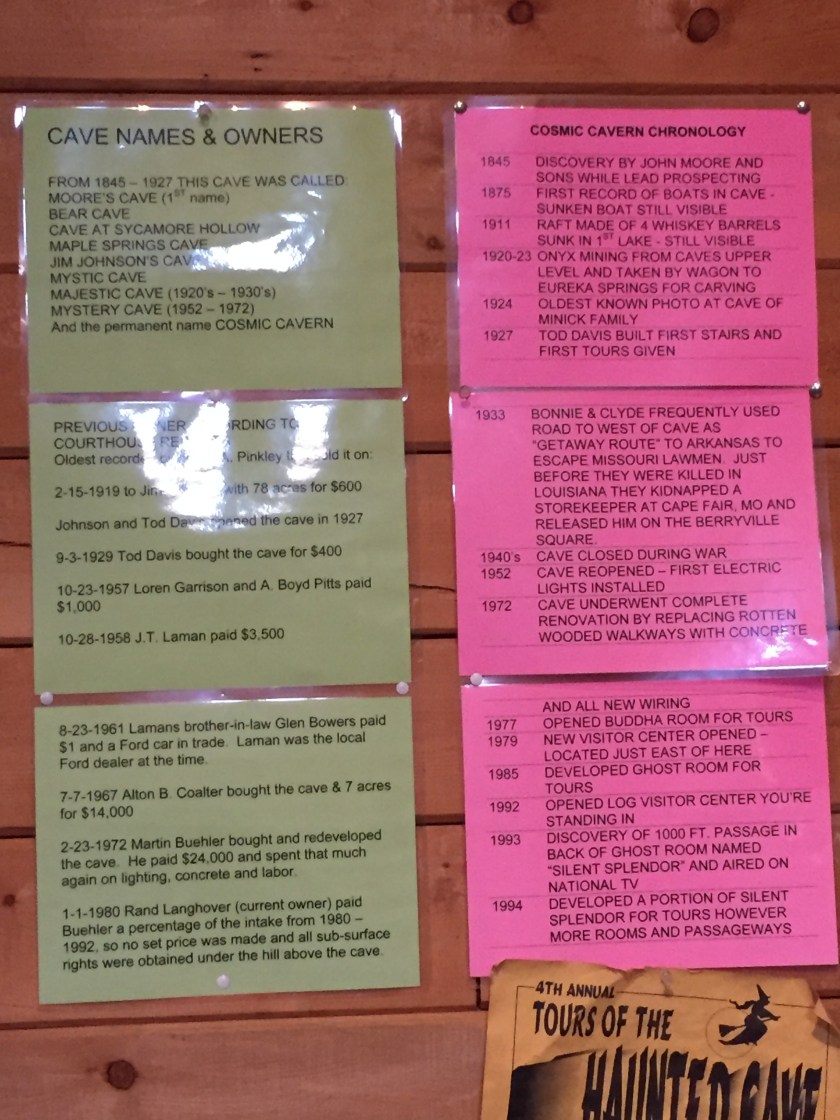 CAVE NAMES & OWNERS
FROM 1845 – 1927 THIS CAVE WAS CALLED:
MOORE'S CAVE (1ST name)
BEAR CAVE
CAVE AT SYCAMORE HOLLOW
MAPLE SPRINGS CAVE
JIM JOHNSON'S CAVE
MYSTIC CAVE
MAJESTIC CAVE (1920's – 1930's)
MYSTERY CAVE (1952 – 1972)
And the permanent name COSMIC CAVERN
PREVIOUS TO
COURTHOUSE
Oldest Pinkley it on:
2-15-1919 to with 78 acres for $600
Johnson and Tod Davis opened the cave in 1927
9-3-1929 Tod Davis bought the cave for $400
10-23-1957 Loren Garrison and A. Boyd Pitts paid
$1,000
10-28-1958 J.T. Laman paid $3,500
8-23-1961 Lamans brother-in-law Glen Bowers paid
$1 and a Ford car in trade. Laman was the local
Ford dealer at the time.
7-7-1967 Alton B. Coalter bought the cave & 7 acres
for $14,000
2-23-1972 Martin Buehler bought and redeveloped
the cave. He paid $24,000 and spent that much
again on lighting, concrete and labor.
1-1-1980 Rand Langhover (current owner) paid
Buehler a percentage of the intake from 1980 –
1992, so no set price was made and all sub-surface
rights were obtained under the hill above the cave.
COSMIC CAVERN CHRONOLOGY
1845 DISCOVERY BY JOHN MOORE AND
SONS WHILE LEAD PROSPECTING
1875 FIRST RECORD OF BOATS IN CAVE -
SUNKEN BOAT STILL VISIBLE
1911 RAFT MADE OF 4 WHISKEY BARRELS
SUNK IN 1ST LAKE - STILL VISIBLE
1920-23 ONYX MINING FROM CAVES UPPER
LEVEL AND TAKEN BY WAGON TO
EUREKA SPRINGS FOR CARVING
1924 OLDEST KNOWN PHOTO AT CAVE OF
MINICK FAMILY
1927 TOD DAVIS BUILT FIRST STAIRS AND
FIRST TOURS GIVEN
1933 BONNIE & CLYDE FREQUENTLY USED
ROAD TO WEST OF CAVE AS
"GETAWAY ROUTE" TO ARKANSAS TO
ESCAPE MISSOURI LAWMEN. JUST
BEFORE THEY WERE KILLED IN
LOUISIANA THEY KIDNAPPED A
STOREKEEPER AT CAPE FAIR, MO AND
RELEASED HIM ON THE BERRYVILLE
SQUARE.
1940's CAVE CLOSED DURING WAR
1952 CAVE REOPENED – FIRST ELECTRIC
LIGHTS INSTALLED
1972 CAVE UNDERWENT COMPLETE
RENOVATION BY REPLACING ROTTEN
WOODED WALKWAYS WITH CONCRETE
AND ALL NEW WIRING
1977 OPENED BUDDHA ROOM FOR TOURS
1979 NEW VISITOR CENTER OPENED –
LOCATED JUST EAST OF HERE
1985 DEVELOPED GHOST ROOM FOR
TOURS
1992 OPENED LOG VISITOR CENTER YOU'RE
STANDING IN
1993 DISCOVERY OF 1000 FT. PASSAGE IN
BACK OF GHOST ROOM NAMED
"SILENT SPLENDOR" AND AIRED ON
NATIONAL TV
1994 DEVELOPED A PORTION OF SILENT
SPLENDOR FOR TOURS HOWEVER
MORE ROOMS AND PASSAGEWAYS
4TH ANNUAL
TOURS OF THE
HAUNTED CAVE